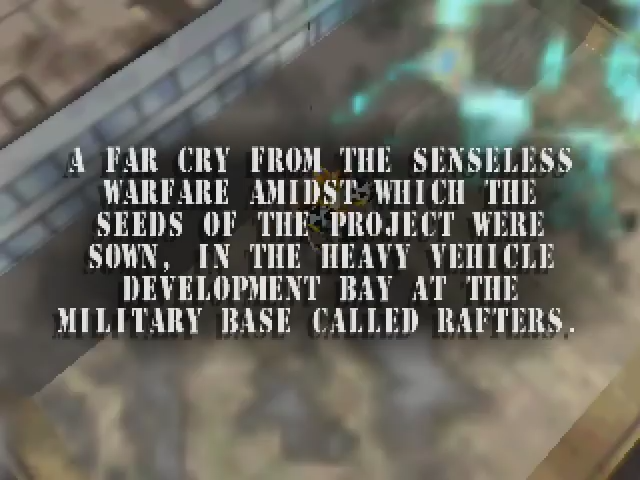 A FAR CRY FROM THE SENSELESS
WARFARE AMIDST WHICH THE
SEEDS OF THE PROJECT WERE
SOWN, IN THE HEAVY VEHICLE
DEVELOPMENT BAY AT THE
MILITARY BASE CALLED RAFTERS.